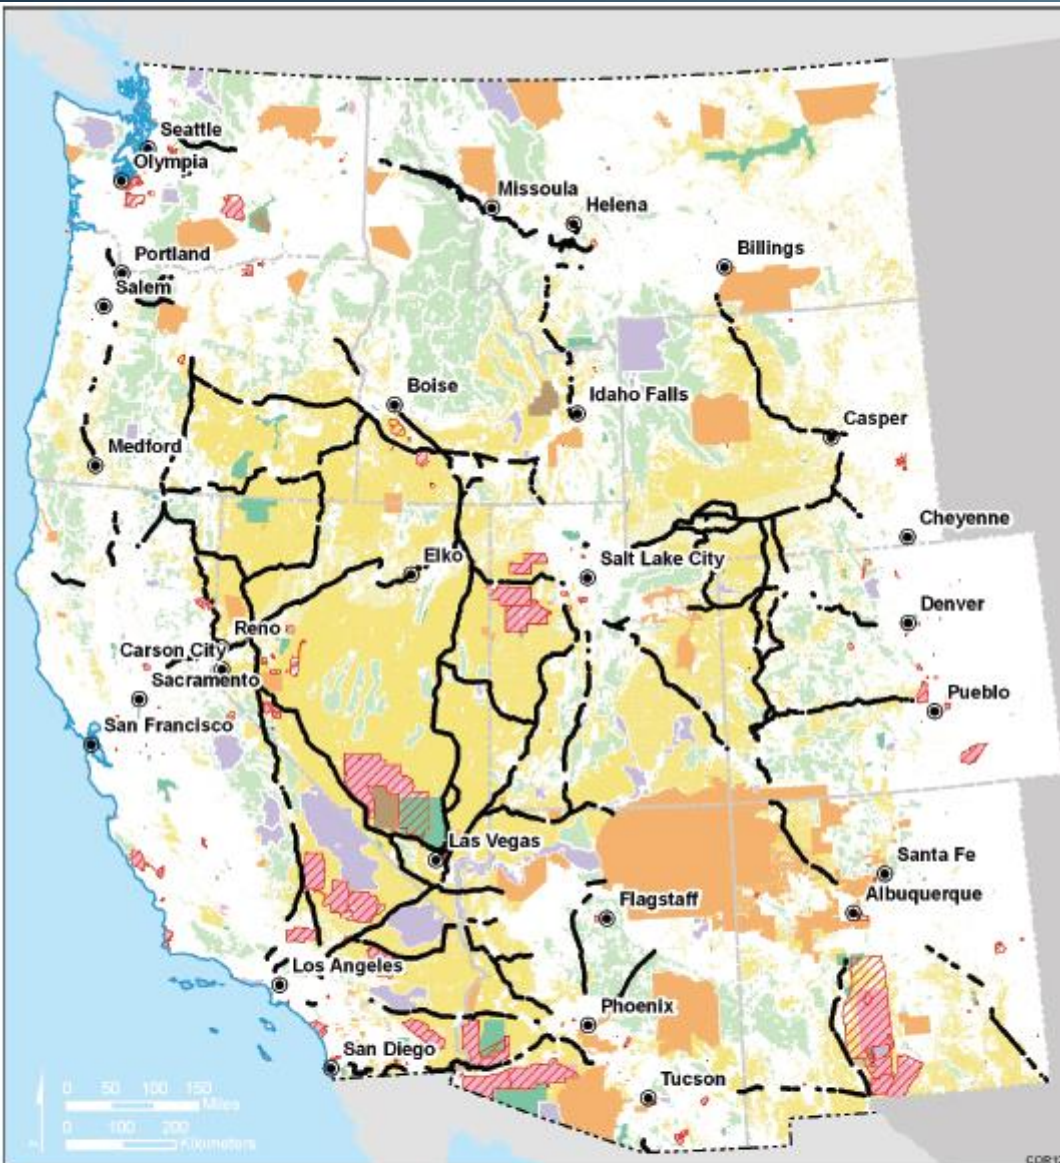 Seattle
Olympia
Missoula
Helena
Portland
Billings
Salem
Boise
Idaho Falls
Casper
Medford
Cheyenne
Elko
Salt Lake City
Denver
Reno
Carson City
Sacramento
Pueblo
San Francisco
Las Vegas
Santa Fe
Flagstaff
Albuquerque
Los Angeles
Phoenix
San Diego
Tucson
0 50 100 150
Miles
0 100 200
Kilometers